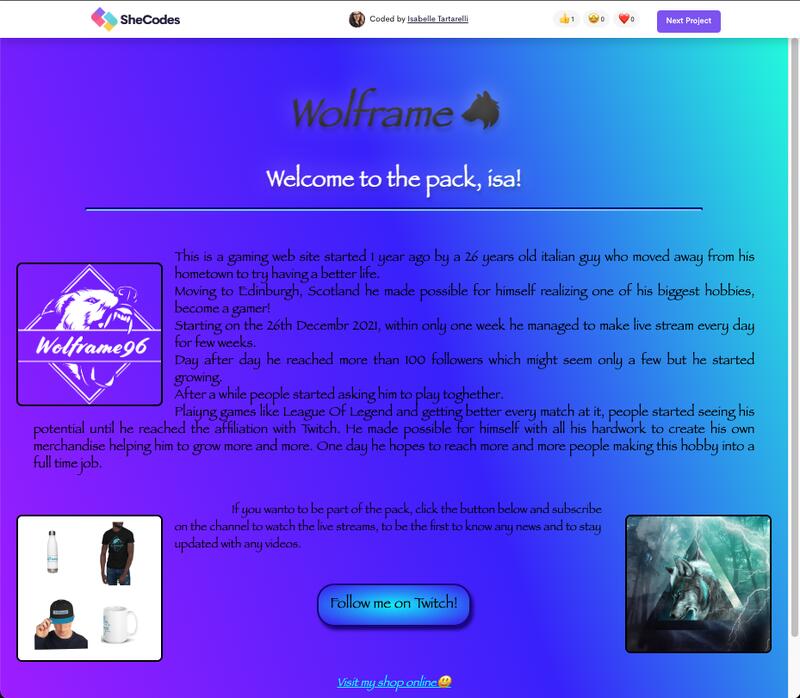 SheCodes
Coded by Isabelle Tartarelli
👍1 🤩0 ❤️0
Next Project
Wolframe
Welcome to the pack, isa!
This is a gaming web site started 1 year ago by a 26 years old italian guy who moved away from his
hometown to try having a better life.
Moving to Edinburgh, Scotland he made possible for himself realizing one of his biggest hobbies,
become a gamer!
Starting on the 26th Decembr 2021, within only one week he managed to make live stream every day
for few weeks.
Day after day he reached more than 100 followers which might seem only a few but he started
growing.
After a while people started asking him to play toghether.
Plaiyng games like League Of Legend and getting better every match at it, people started seeing his
potential until he reached the affiliation with Twitch. He made possible for himself with all his hardwork to create his own
merchandise helping him to grow more and more. One day he hopes to reach more and more people making this hobby into a
full time job.
Wolframe96
If you wanto to be part of the pack, click the button below and subscribe
on the channel to watch the live streams, to be the first to know any news and to stay
updated with any videos.
Follow me on Twitch!
Visit my shop online😃